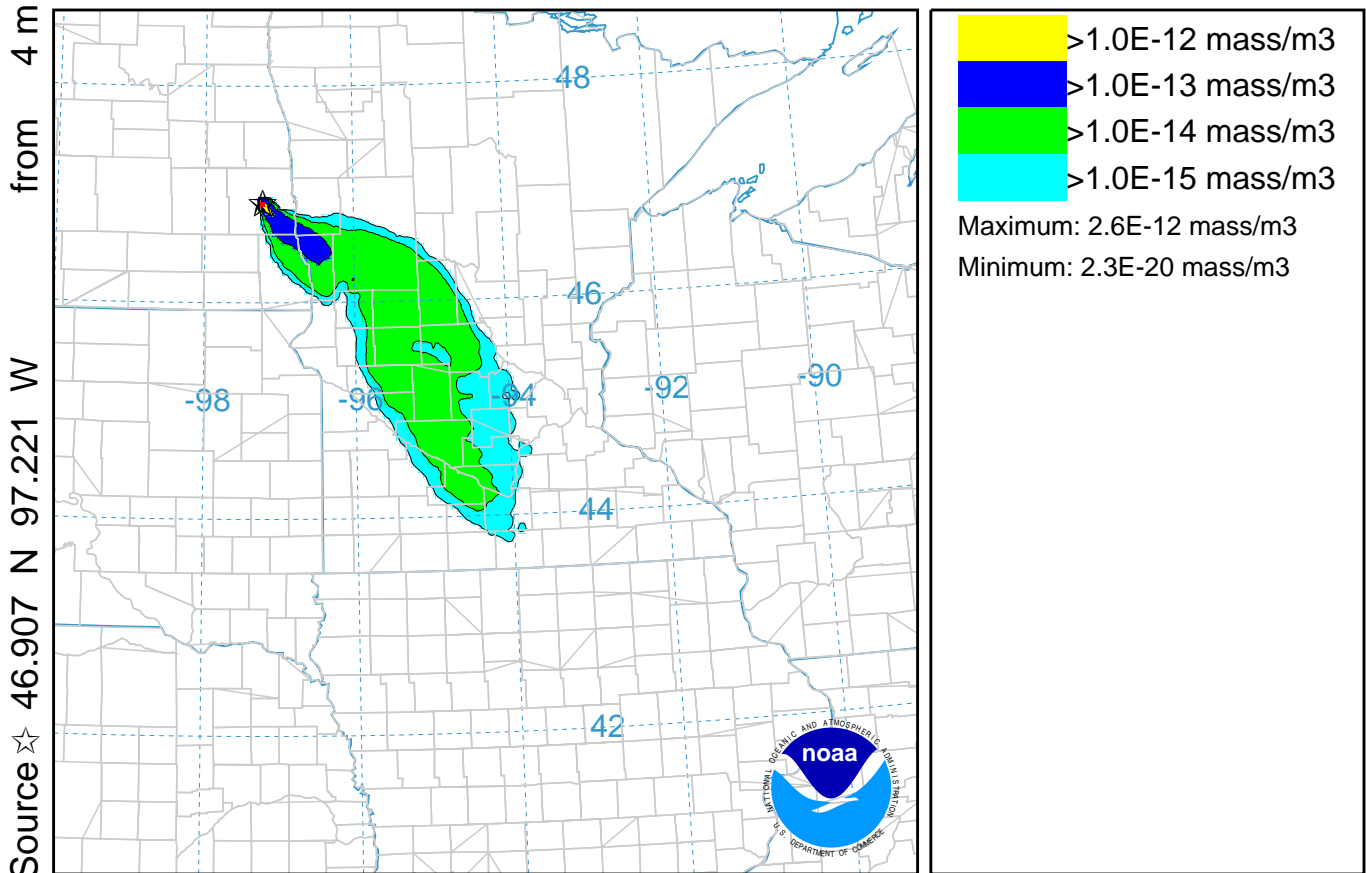 Source ☆ 46.907 N 97.221 W from 4 m
48
46
-98
-96
-94
-92
-90
44
42
NATIONAL OCEANIC AND ATMOSPHERIC ADMINISTRATION
noaa
U.S. DEPARTMENT OF COMMERCE
>1.0E-12 mass/m3
>1.0E-13 mass/m3
>1.0E-14 mass/m3
>1.0E-15 mass/m3
Maximum: 2.6E-12 mass/m3
Minimum: 2.3E-20 mass/m3